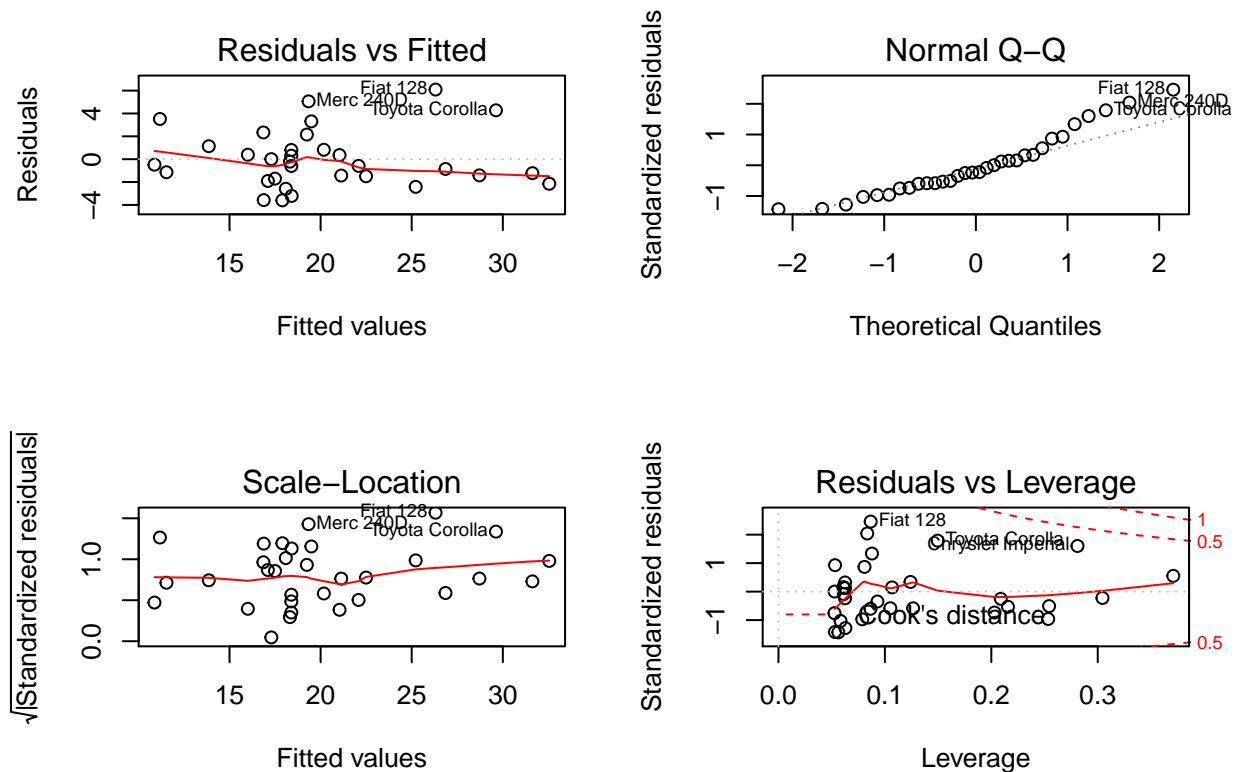 Residuals vs Fitted
Residuals
−4 0 4
Fiat 128
Merc 240D
Toyota Corolla
15 20 25 30
Fitted values
Normal Q−Q
Standardized residuals
−1 1
Fiat 128
Merc 240D
Toyota Corolla
−2 −1 0 1 2
Theoretical Quantiles
Scale−Location
√|Standardized residuals|
0.0 1.0
Fiat 128
Merc 240D
Toyota Corolla
15 20 25 30
Fitted values
Residuals vs Leverage
Standardized residuals
−1 1
Fiat 128
Toyota Corolla
Chrysler Imperial
Cook's distance
1
0.5
0.5
0.0 0.1 0.2 0.3
Leverage